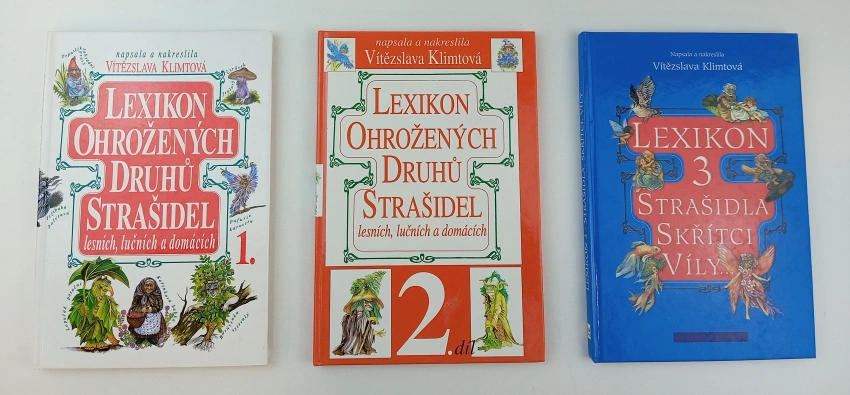 napsala a nakreslila
VÍTĚZSLAVA KLIMTOVÁ
LEXIKON
OHROŽENÝCH
DRUHŮ
STRAŠIDEL
lesních, lučních a domácích
1.
napsala a nakreslila
Vítězslava Klimtová
LEXIKON
OHROŽENÝCH
DRUHŮ
STRAŠIDEL
lesních, lučních a domácích
2.
díl
Napsala a nakreslila
Vítězslava Klimtová
LEXIKON
3
STRAŠIDLA
SKŘÍTCI
VÍLY...